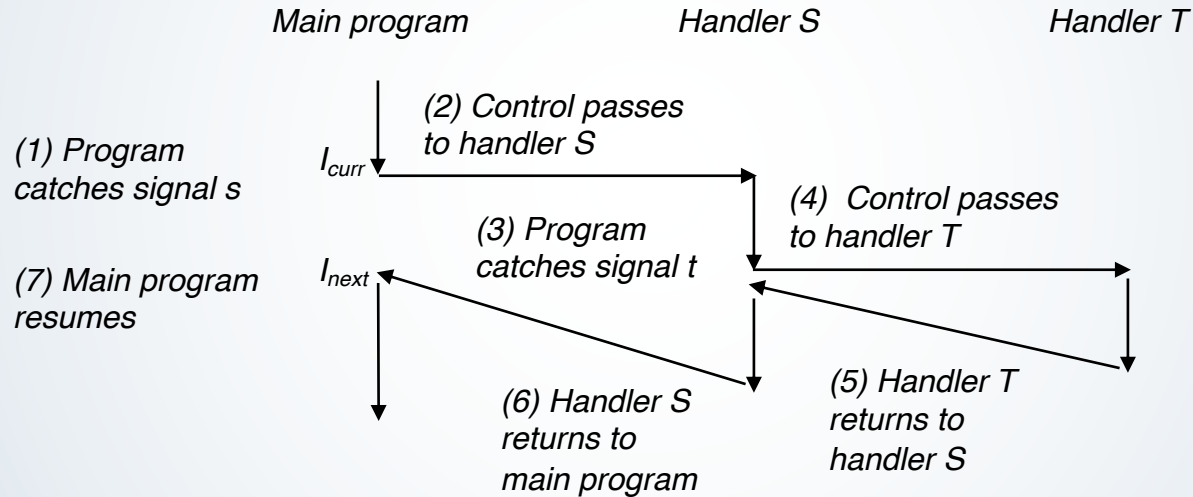 Main program
Handler S
Handler T
(2) Control passes
to handler S
(1) Program
catches signal s
I_curr
(4) Control passes
to handler T
(3) Program
catches signal t
(7) Main program
resumes
I_next
(6) Handler S
returns to
main program
(5) Handler T
returns to
handler S